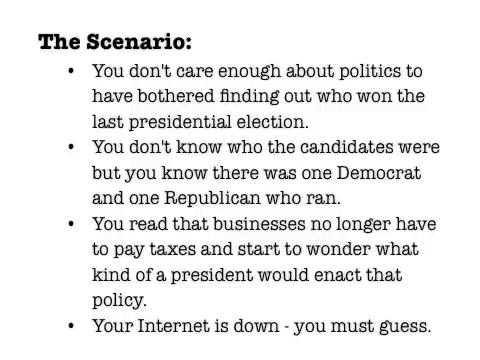 The Scenario:
• You don't care enough about politics to
have bothered finding out who won the
last presidential election.
• You don't know who the candidates were
but you know there was one Democrat
and one Republican who ran.
• You read that businesses no longer have
to pay taxes and start to wonder what
kind of a president would enact that
policy.
• Your Internet is down - you must guess.